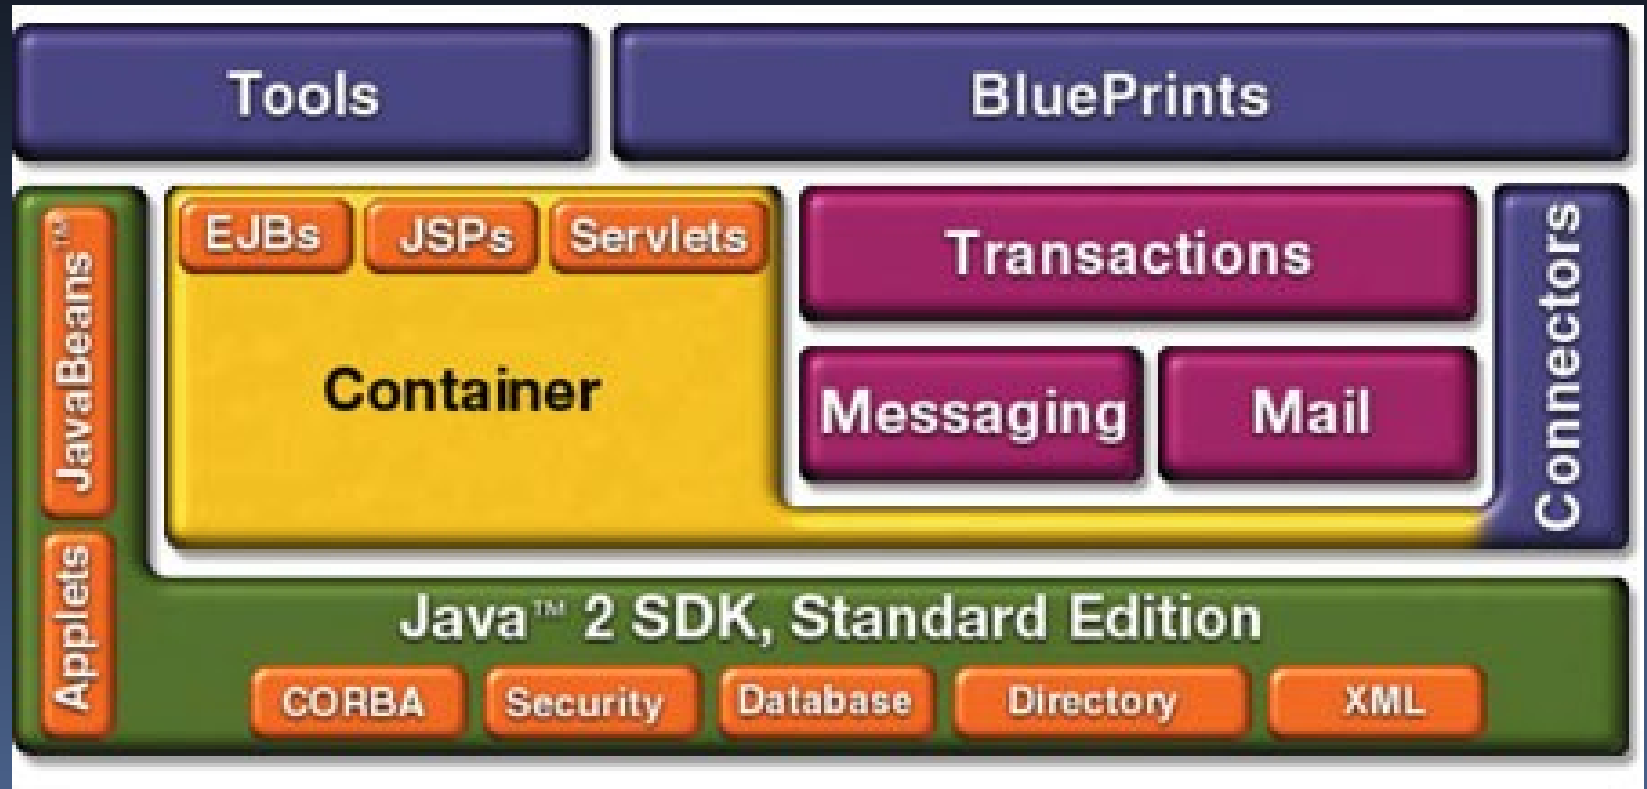 Tools
BluePrints
JavaBeans™
Applets
EJBs
JSPs
Servlets
Container
Transactions
Messaging
Mail
Connectors
Java™ 2 SDK, Standard Edition
CORBA
Security
Database
Directory
XML